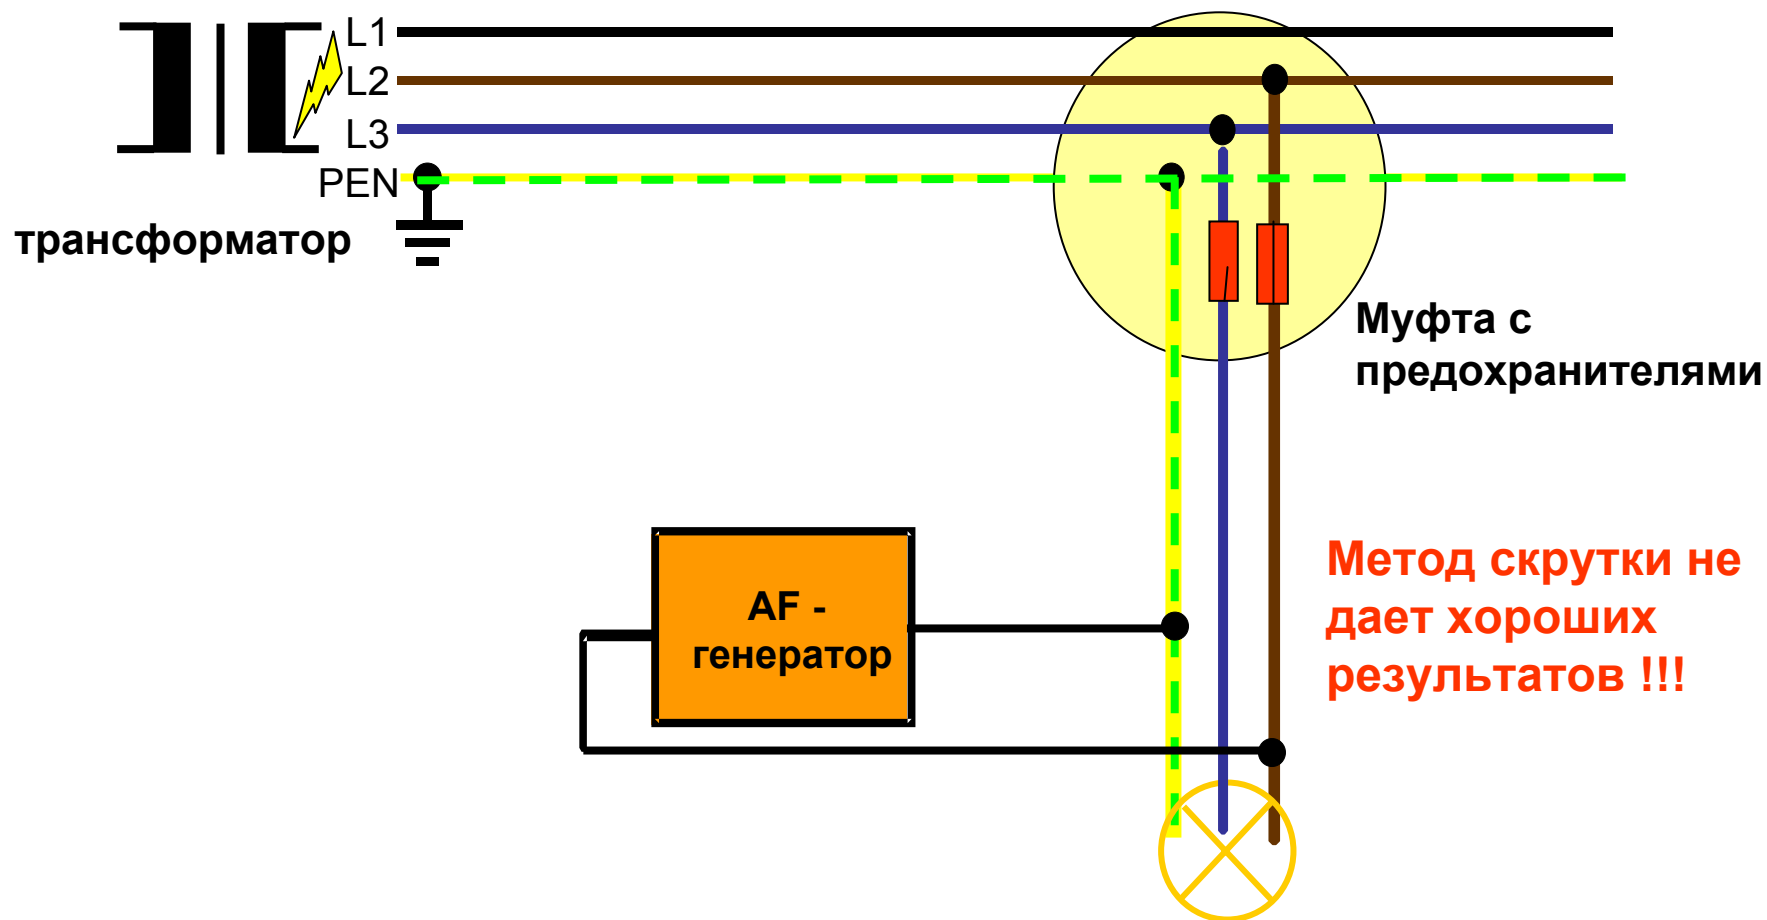 L1
L2
L3
PEN
трансформатор
Муфта с
предохранителями
AF -
генератор
Метод скрутки не
дает хороших
результатов !!!